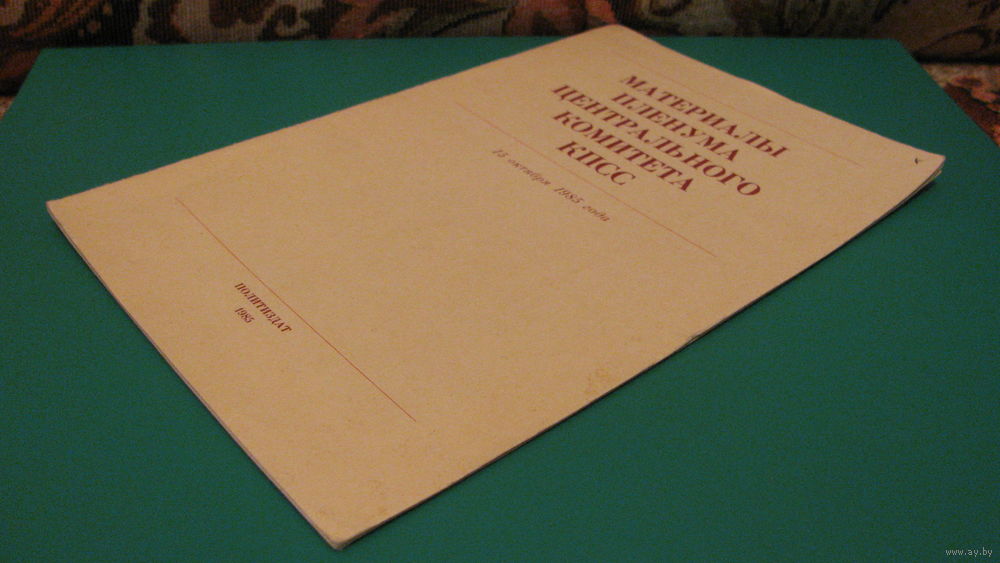 МАТЕРИАЛЫ
ПЛЕНУМА
ЦЕНТРАЛЬНОГО
КОМИТЕТА
КПСС
15 октября 1985 года
ПОЛИТИЗДАТ
1985
www.ay.by